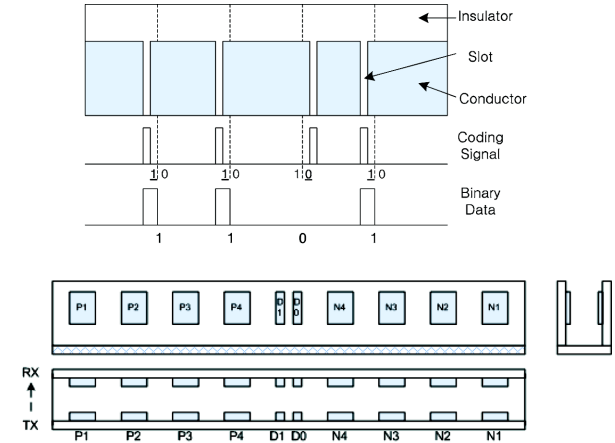 Insulator
Slot
Conductor
Coding
Signal
1 0 1 0 1 0 1 0
Binary
Data
1 1 0 1
P1 P2 P3 P4 D1 D0 N4 N3 N2 N1
RX
TX
P1 P2 P3 P4 D1 D0 N4 N3 N2 N1